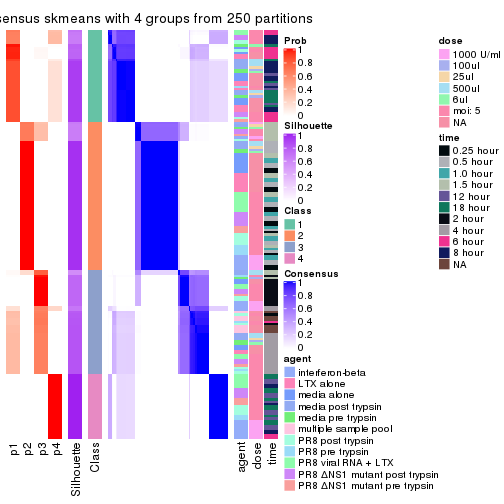 sensus skmeans with 4 groups from 250 partitions
Prob
1
0.8
0.6
0.4
0.2
0
Silhouette
1
0.8
0.6
0.4
0.2
0
Class
1
2
3
4
Consensus
1
0.8
0.6
0.4
0.2
0
agent
interferon-beta
LTX alone
media alone
media post trypsin
media pre trypsin
multiple sample pool
PR8 post trypsin
PR8 pre trypsin
PR8 viral RNA + LTX
PR8 ΔNS1 mutant post trypsin
PR8 ΔNS1 mutant pre trypsin
dose
1000 U/ml
100ul
25ul
500ul
6ul
moi: 5
NA
time
0.25 hour
0.5 hour
1.0 hour
1.5 hour
12 hour
18 hour
2 hour
4 hour
6 hour
8 hour
NA
p1
p2
p3
p4
Silhouette
Class
agent
dose
time